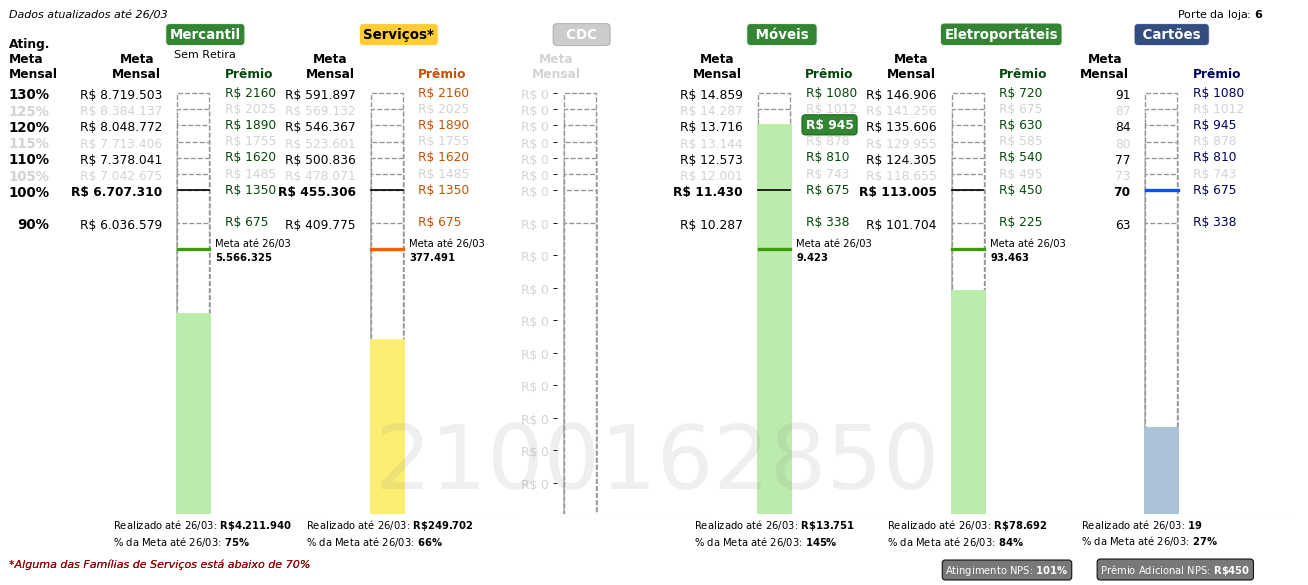 Dados atualizados até 26/03
Porte da loja: 6
Mercantil Serviços* CDC Móveis Eletroportáteis Cartões
Sem Retira
Ating. Meta Mensal
Meta Mensal Prêmio Meta Mensal Prêmio Meta Mensal Meta Mensal Prêmio Meta Mensal Prêmio Meta Mensal Prêmio
130% R$ 8.719.503 R$ 2160 R$ 591.897 R$ 2160 R$ 0 R$ 14.859 R$ 1080 R$ 146.906 R$ 720 91 R$ 1080
125% R$ 8.384.137 R$ 2025 R$ 569.132 R$ 2025 R$ 0 R$ 14.287 R$ 1012 R$ 141.256 R$ 675 87 R$ 1012
120% R$ 8.048.772 R$ 1890 R$ 546.367 R$ 1890 R$ 0 R$ 13.716 R$ 945 R$ 135.606 R$ 630 84 R$ 945
115% R$ 7.713.406 R$ 1755 R$ 523.601 R$ 1755 R$ 0 R$ 13.144 R$ 878 R$ 129.955 R$ 585 80 R$ 878
110% R$ 7.378.041 R$ 1620 R$ 500.836 R$ 1620 R$ 0 R$ 12.573 R$ 810 R$ 124.305 R$ 540 77 R$ 810
105% R$ 7.042.675 R$ 1485 R$ 478.071 R$ 1485 R$ 0 R$ 12.001 R$ 743 R$ 118.655 R$ 495 73 R$ 743
100% R$ 6.707.310 R$ 1350 R$ 455.306 R$ 1350 R$ 0 R$ 11.430 R$ 675 R$ 113.005 R$ 450 70 R$ 675
90% R$ 6.036.579 R$ 675 R$ 409.775 R$ 675 R$ 0 R$ 10.287 R$ 338 R$ 101.704 R$ 225 63 R$ 338
Meta até 26/03 Meta até 26/03 Meta até 26/03 Meta até 26/03
5.566.325 377.491 R$ 0 9.423 93.463
R$ 0
R$ 0
R$ 0
R$ 0
R$ 0
R$ 0
R$ 0
2100162850
Realizado até 26/03: R$4.211.940 Realizado até 26/03: R$249.702 Realizado até 26/03: R$13.751 Realizado até 26/03: R$78.692 Realizado até 26/03: 19
% da Meta até 26/03: 75% % da Meta até 26/03: 66% % da Meta até 26/03: 145% % da Meta até 26/03: 84% % da Meta até 26/03: 27%
*Alguma das Famílias de Serviços está abaixo de 70%
Atingimento NPS: 101% Prêmio Adicional NPS: R$450